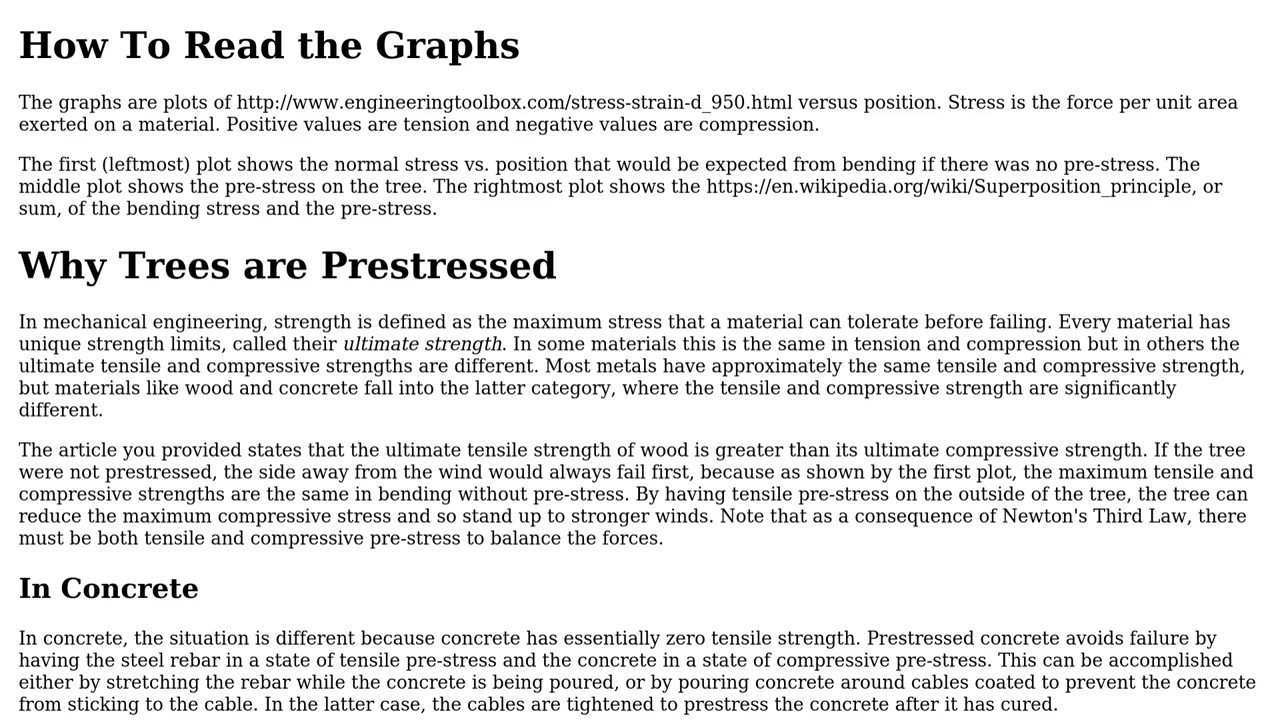 How To Read the Graphs
The graphs are plots of http://www.engineeringtoolbox.com/stress-strain-d_950.html versus position. Stress is the force per unit area
exerted on a material. Positive values are tension and negative values are compression.
The first (leftmost) plot shows the normal stress vs. position that would be expected from bending if there was no pre-stress. The
middle plot shows the pre-stress on the tree. The rightmost plot shows the https://en.wikipedia.org/wiki/Superposition_principle, or
sum, of the bending stress and the pre-stress.
Why Trees are Prestressed
In mechanical engineering, strength is defined as the maximum stress that a material can tolerate before failing. Every material has
unique strength limits, called their ultimate strength. In some materials this is the same in tension and compression but in others the
ultimate tensile and compressive strengths are different. Most metals have approximately the same tensile and compressive strength,
but materials like wood and concrete fall into the latter category, where the tensile and compressive strength are significantly
different.
The article you provided states that the ultimate tensile strength of wood is greater than its ultimate compressive strength. If the tree
were not prestressed, the side away from the wind would always fail first, because as shown by the first plot, the maximum tensile and
compressive strengths are the same in bending without pre-stress. By having tensile pre-stress on the outside of the tree, the tree can
reduce the maximum compressive stress and so stand up to stronger winds. Note that as a consequence of Newton's Third Law, there
must be both tensile and compressive pre-stress to balance the forces.
In Concrete
In concrete, the situation is different because concrete has essentially zero tensile strength. Prestressed concrete avoids failure by
having the steel rebar in a state of tensile pre-stress and the concrete in a state of compressive pre-stress. This can be accomplished
either by stretching the rebar while the concrete is being poured, or by pouring concrete around cables coated to prevent the concrete
from sticking to the cable. In the latter case, the cables are tightened to prestress the concrete after it has cured.